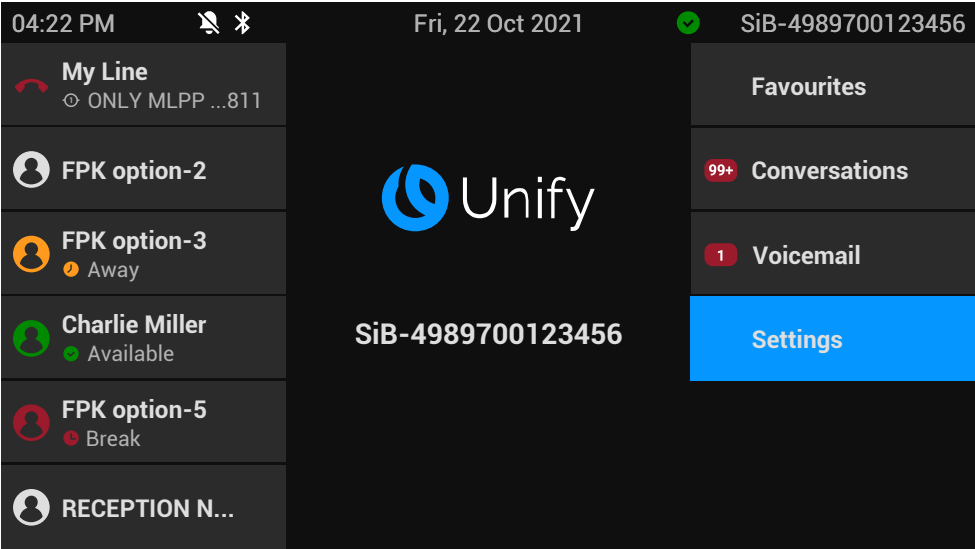 04:22 PM
Fri, 22 Oct 2021
SiB-4989700123456
My Line
ONLY MLPP ...811
FPK option-2
FPK option-3
Away
Charlie Miller
Available
FPK option-5
Break
RECEPTION N...
Unify
SiB-4989700123456
Favourites
99+ Conversations
1 Voicemail
Settings